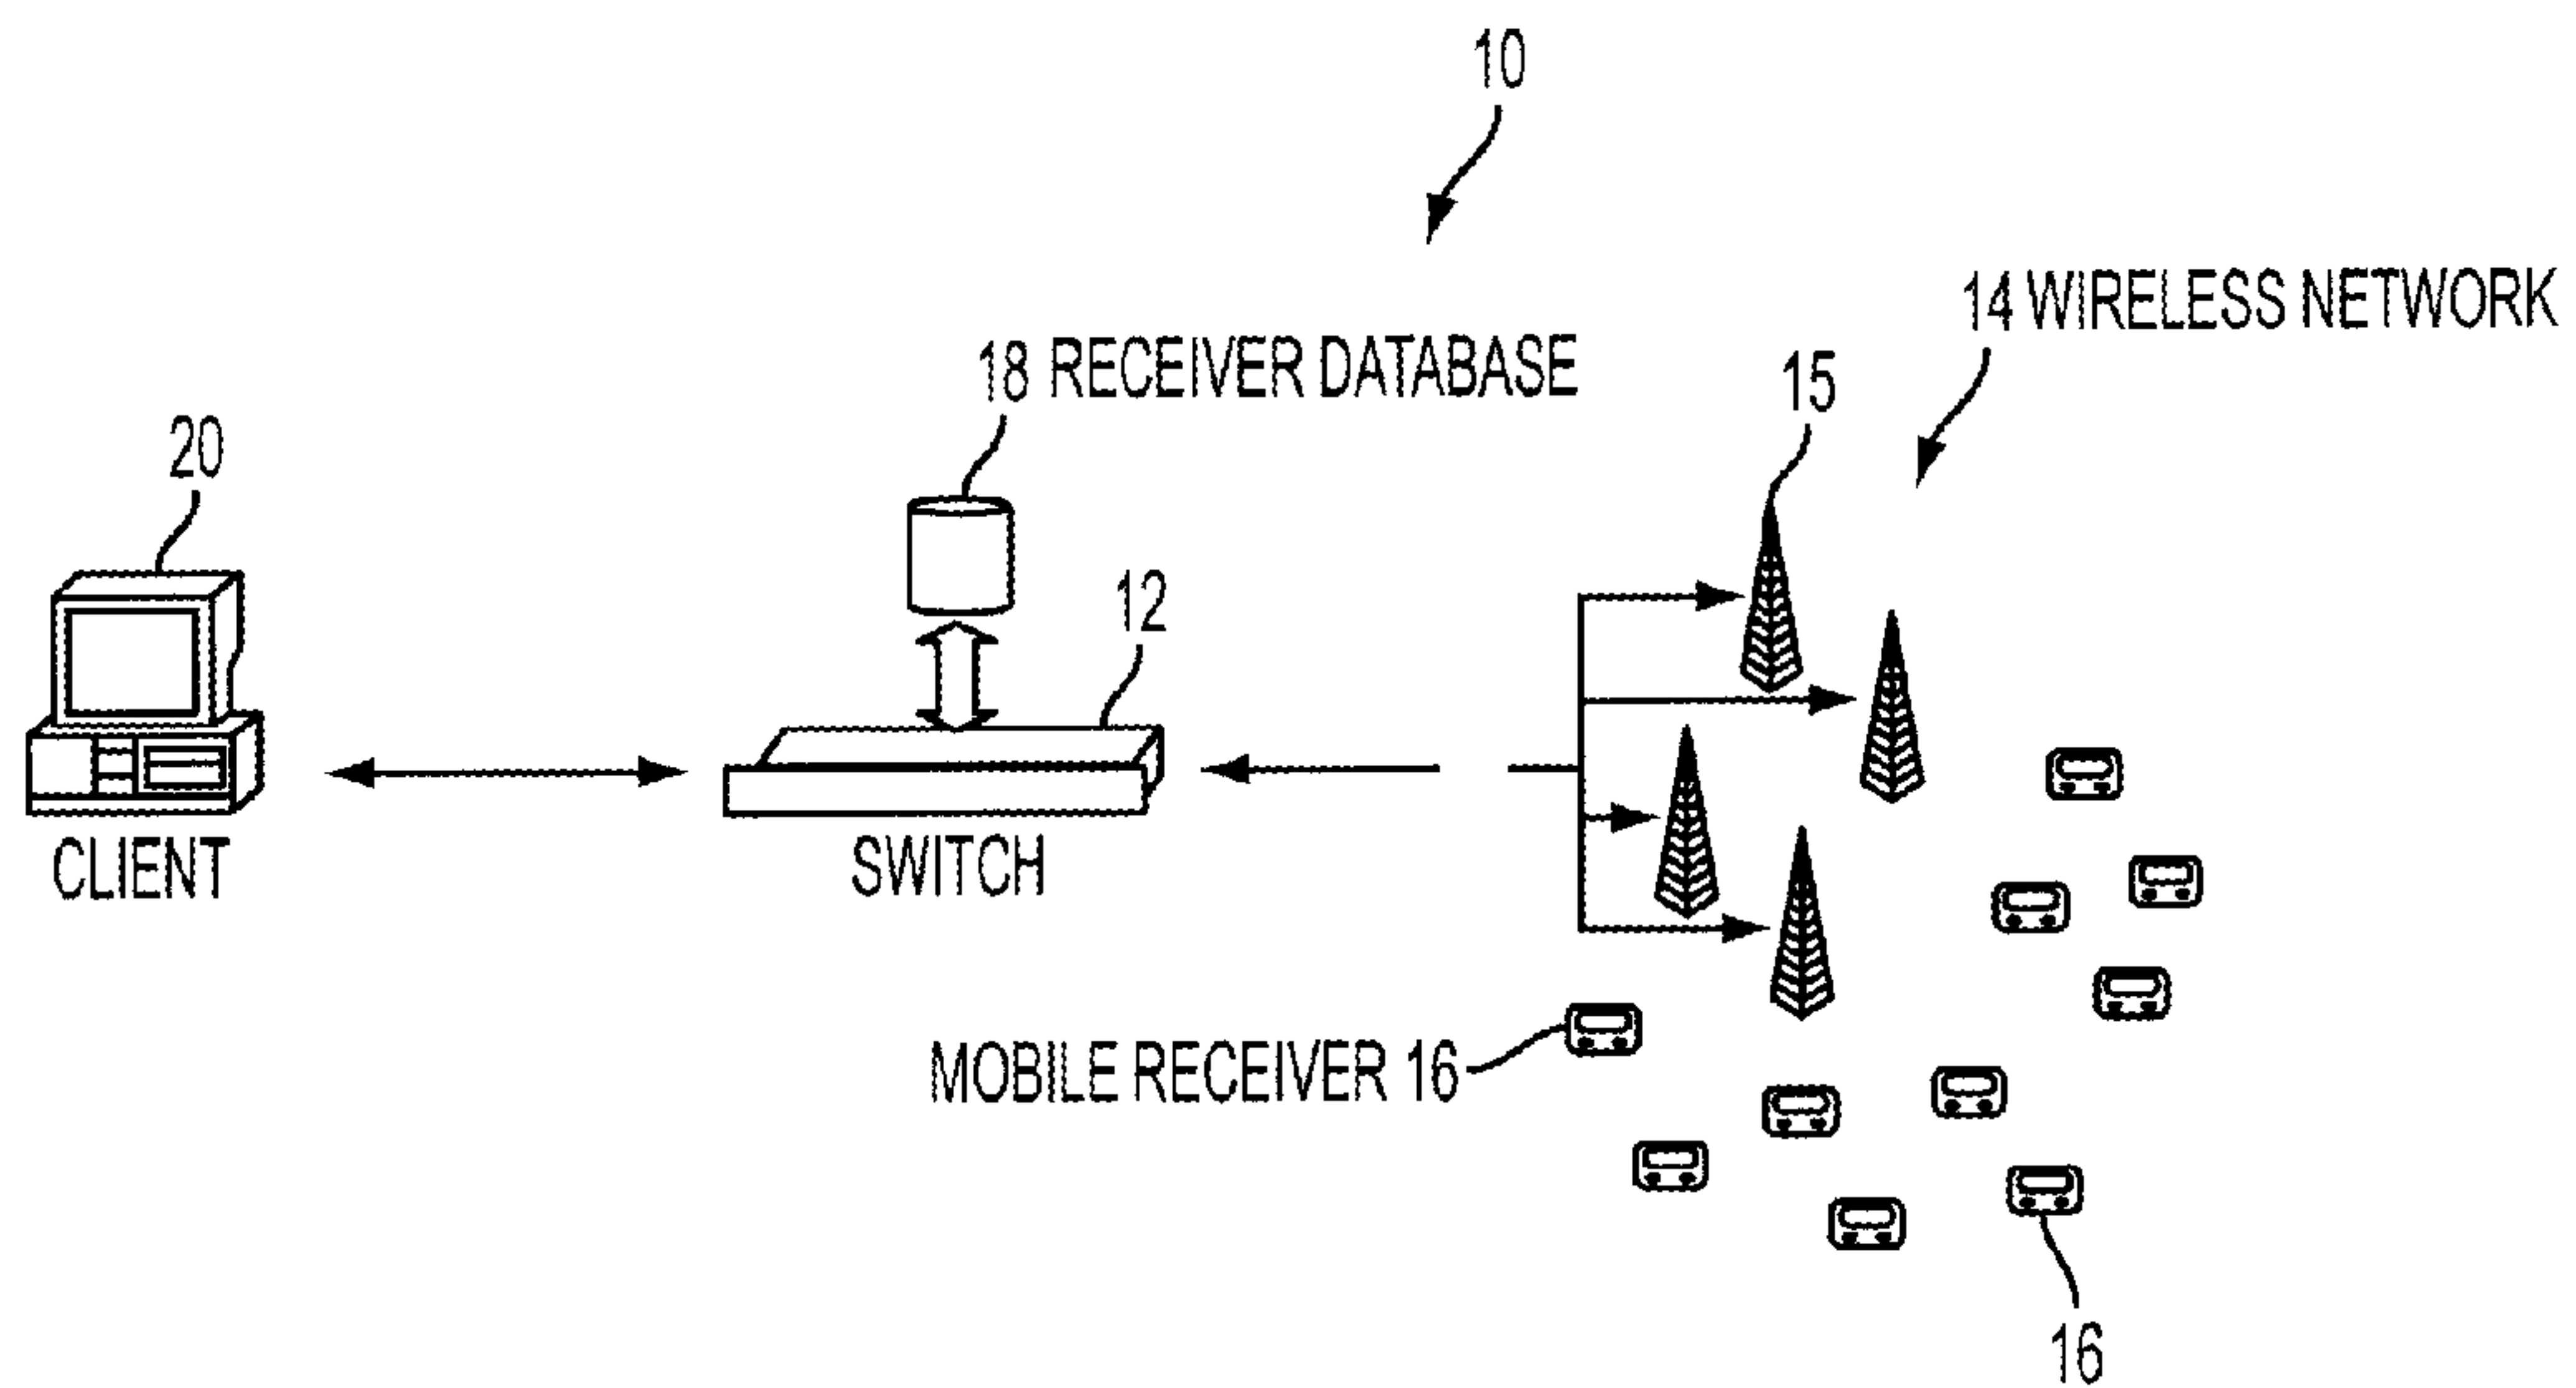 10
14 WIRELESS NETWORK
18 RECEIVER DATABASE
15
20
12
CLIENT
SWITCH
MOBILE RECEIVER 16
16